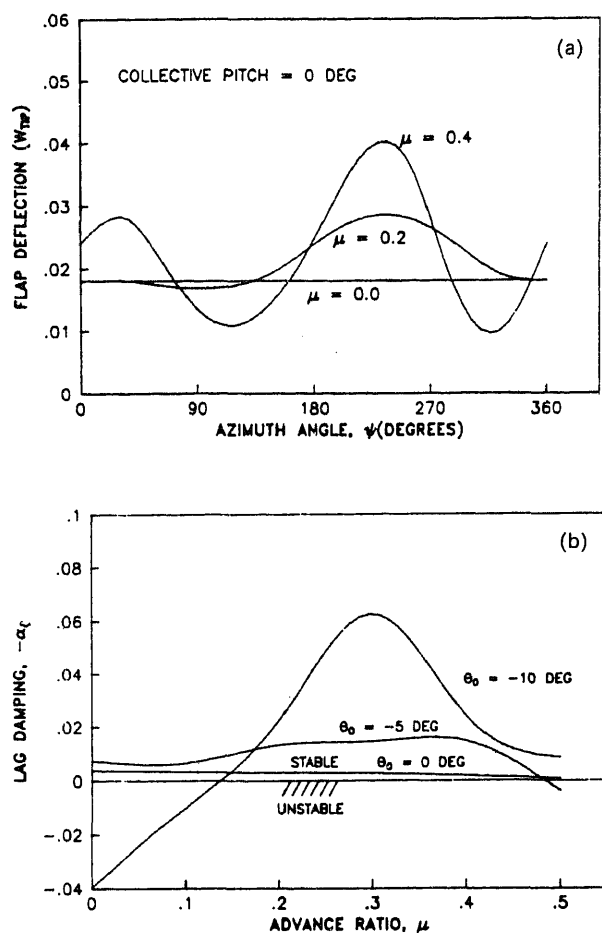 (a)
COLLECTIVE PITCH = 0 DEG
FLAP DEFLECTION (W_TIP)
.06
.05
.04
.03
.02
.01
0
μ = 0.4
μ = 0.2
μ = 0.0
0 90 180 270 360
AZIMUTH ANGLE, ψ(DEGREES)
(b)
LAG DAMPING, -α_ζ
.1
.08
.06
.04
.02
0
-.02
-.04
θ₀ = -10 DEG
θ₀ = -5 DEG
STABLE θ₀ = 0 DEG
UNSTABLE
0 .1 .2 .3 .4 .5
ADVANCE RATIO, μ